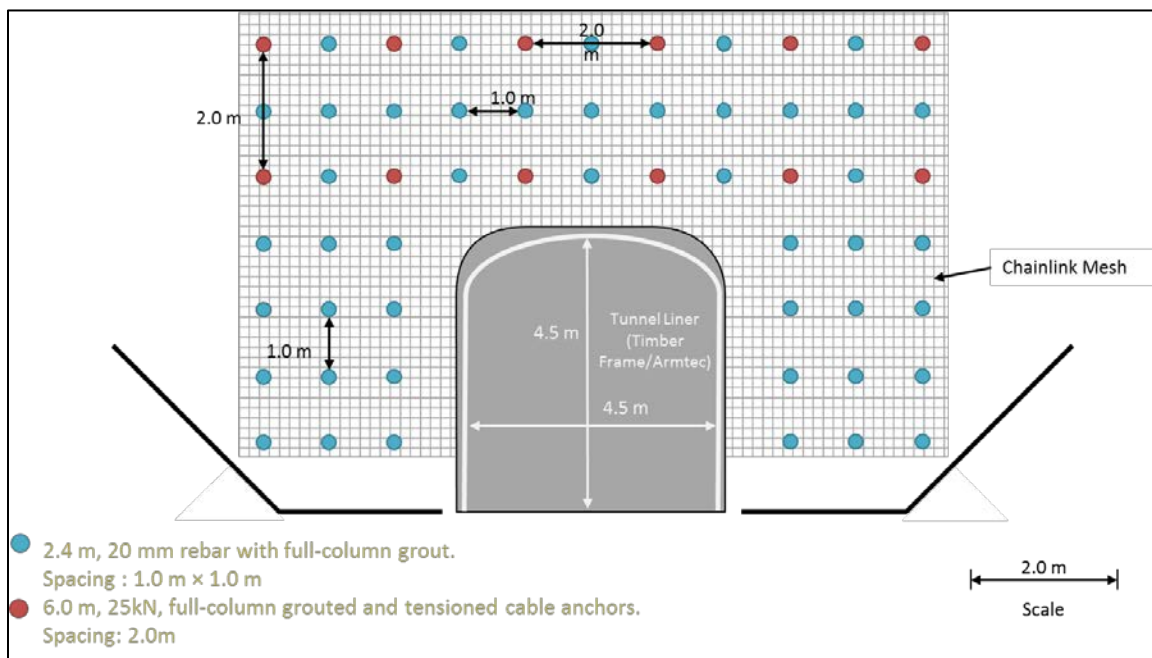 2.0
m
1.0 m
2.0 m
Chainlink Mesh
Tunnel Liner
(Timber
Frame/Armtec)
4.5 m
1.0 m
4.5 m
2.4 m, 20 mm rebar with full-column grout.
Spacing : 1.0 m × 1.0 m
6.0 m, 25kN, full-column grouted and tensioned cable anchors.
Spacing: 2.0m
2.0 m
Scale